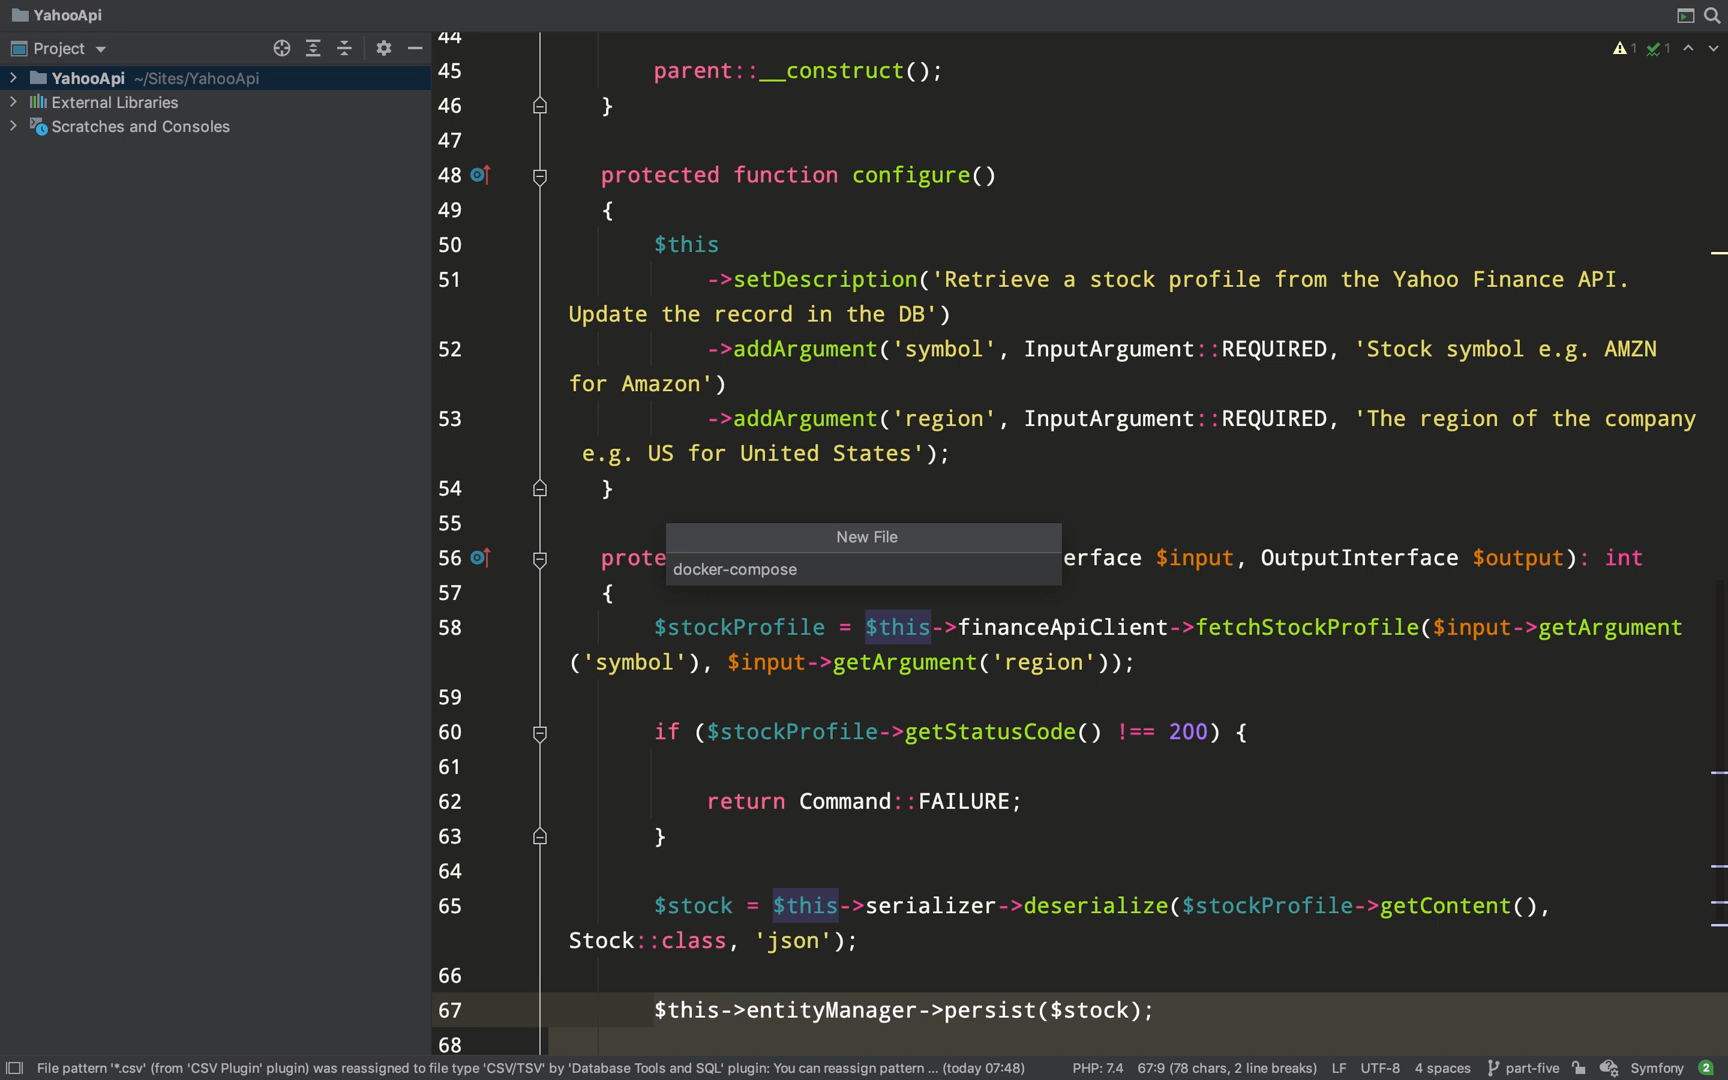 YahooApi
Project
YahooApi ~/Sites/YahooApi
External Libraries
Scratches and Consoles
1 1
44
45 parent::__construct();
46 }
47
48 protected function configure()
49 {
50 $this
51 ->setDescription('Retrieve a stock profile from the Yahoo Finance API.
Update the record in the DB')
52 ->addArgument('symbol', InputArgument::REQUIRED, 'Stock symbol e.g. AMZN
for Amazon')
53 ->addArgument('region', InputArgument::REQUIRED, 'The region of the company
e.g. US for United States');
54 }
55
New File
56 prote erface $input, OutputInterface $output): int
docker-compose
57 {
58 $stockProfile = $this->financeApiClient->fetchStockProfile($input->getArgument
('symbol'), $input->getArgument('region'));
59
60 if ($stockProfile->getStatusCode() !== 200) {
61
62 return Command::FAILURE;
63 }
64
65 $stock = $this->serializer->deserialize($stockProfile->getContent(),
Stock::class, 'json');
66
67 $this->entityManager->persist($stock);
68
File pattern '*.csv' (from 'CSV Plugin' plugin) was reassigned to file type 'CSV/TSV' by 'Database Tools and SQL' plugin: You can reassign pattern ... (today 07:48) PHP: 7.4 67:9 (78 chars, 2 line breaks) LF UTF-8 4 spaces part-five Symfony 2